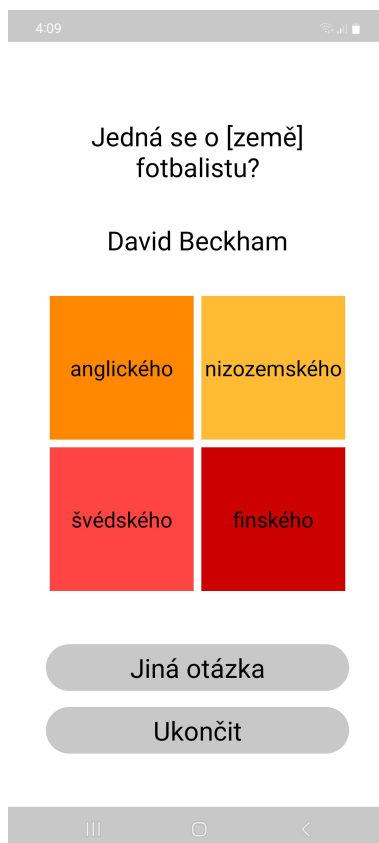 4:09
Jedná se o [země]
fotbalistu?
David Beckham
anglického
nizozemského
švédského
finského
Jiná otázka
Ukončit